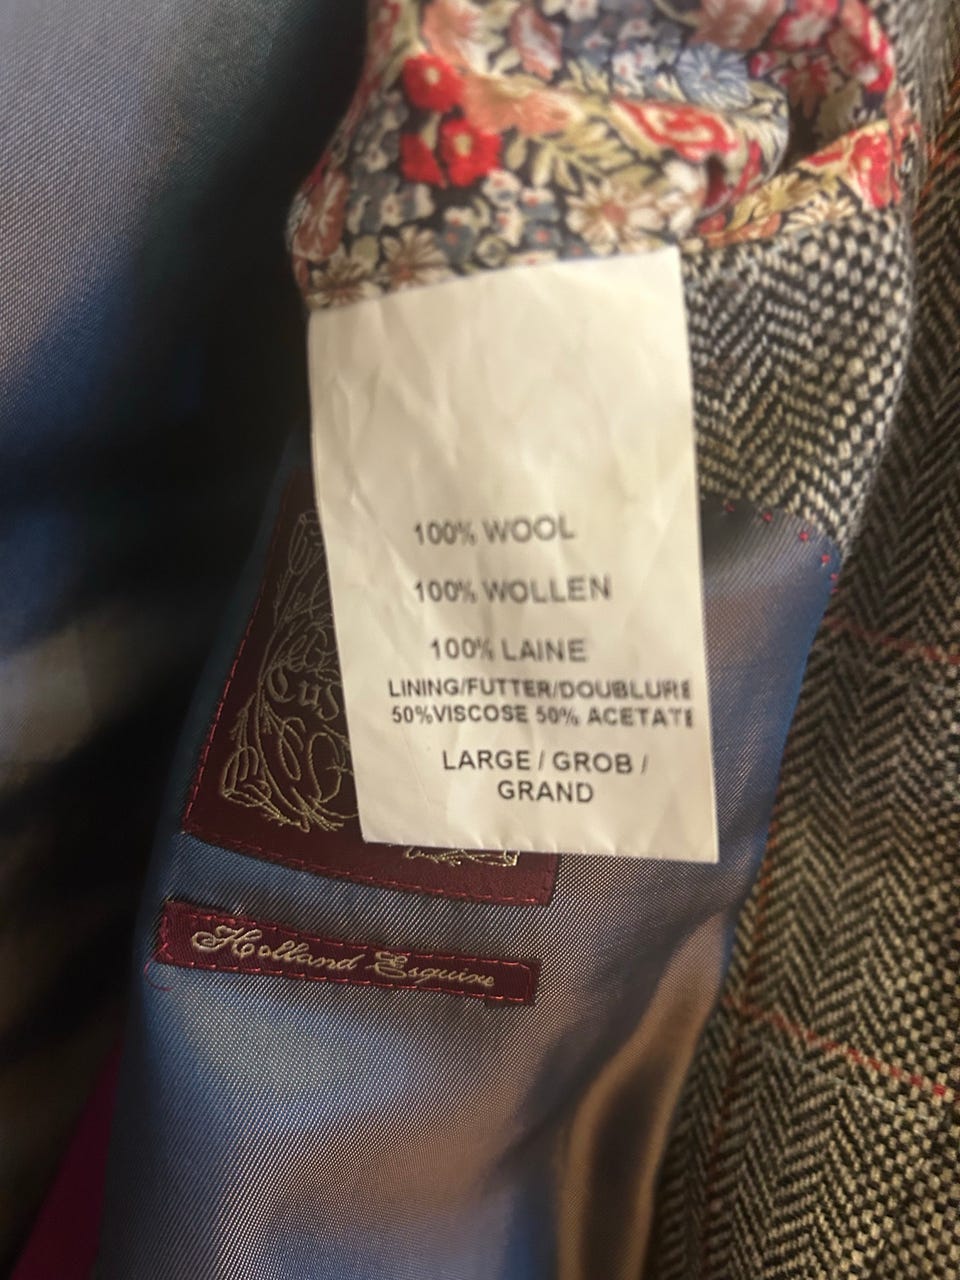 100% WOOL
100% WOLLEN
100% LAINE
LINING/FUTTER/DOUBLURE
50%VISCOSE 50% ACETATE
LARGE / GROB /
GRAND
Holland Esquire